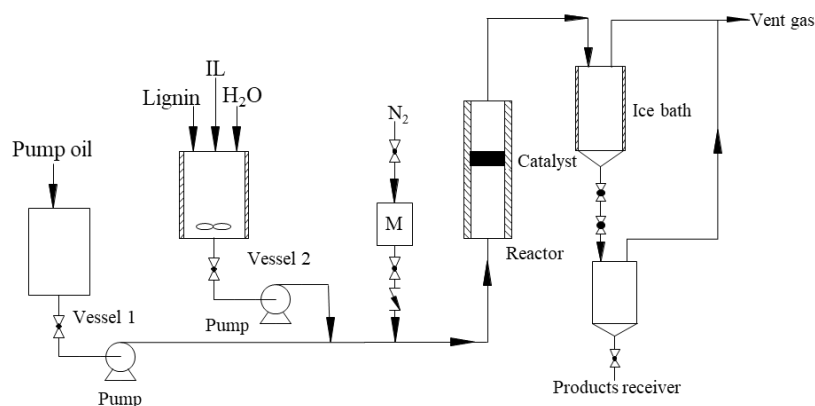 Vent gas
IL
Lignin
H₂O
Ice bath
N₂
Pump oil
Catalyst
M
Reactor
Vessel 2
Vessel 1
Pump
Products receiver
Pump